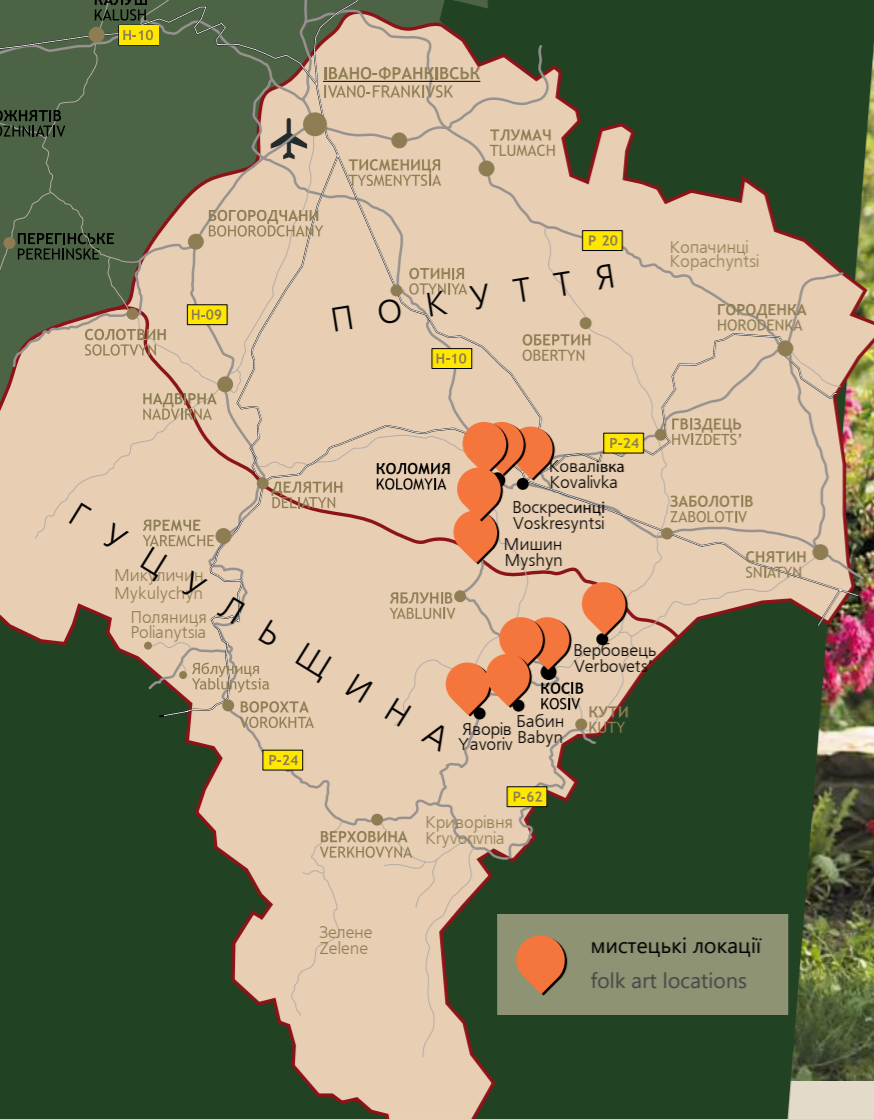 КАЛУШ
KALUSH
H-10
ІВАНО-ФРАНКІВСЬК
IVANO-FRANKIVSK
ОЖНЯТІВ
OZHNIATIV
ТЛУМАЧ
TLUMACH
ТИСМЕНИЦЯ
TYSMENYTSIA
БОГОРОДЧАНИ
BOHORODCHANY
ПЕРЕГІНСЬКЕ
PEREHINSKE
P 20
Копачинці
Kopachyntsi
ОТИНІЯ
OTYNIYA
ПОКУТТЯ
H-09
ГОРОДЕНКА
HORODENKA
СОЛОТВИН
SOLOTVYN
ОБЕРТИН
OBERTYN
H-10
НАДВІРНА
NADVIRNA
ГВІЗДЕЦЬ
HVIZDETS'
P-24
КОЛОМИЯ
KOLOMYIA
Ковалівка
Kovalivka
ДЕЛЯТИН
DELIATYN
Воскресинці
Voskresyntsi
ЗАБОЛОТІВ
ZABOLOTIV
ЯРЕМЧЕ
YAREMCHE
Мишин
Myshyn
СНЯТИН
SNIATYN
ГУЦУЛЬЩИНА
Микуличин
Mykulychyn
ЯБЛУНІВ
YABLUNIV
Поляниця
Polianytsia
Вербовець
Verbovets'
Яблуниця
Yablunytsia
КОСІВ
KOSIV
ВОРОХТА
VOROKHTA
КУТИ
KUTY
Бабин
Babyn
Яворів
Yavoriv
P-24
P-62
Криворівня
Kryvorivnia
ВЕРХОВИНА
VERKHOVYNA
Зелене
Zelene
мистецькі локації
folk art locations